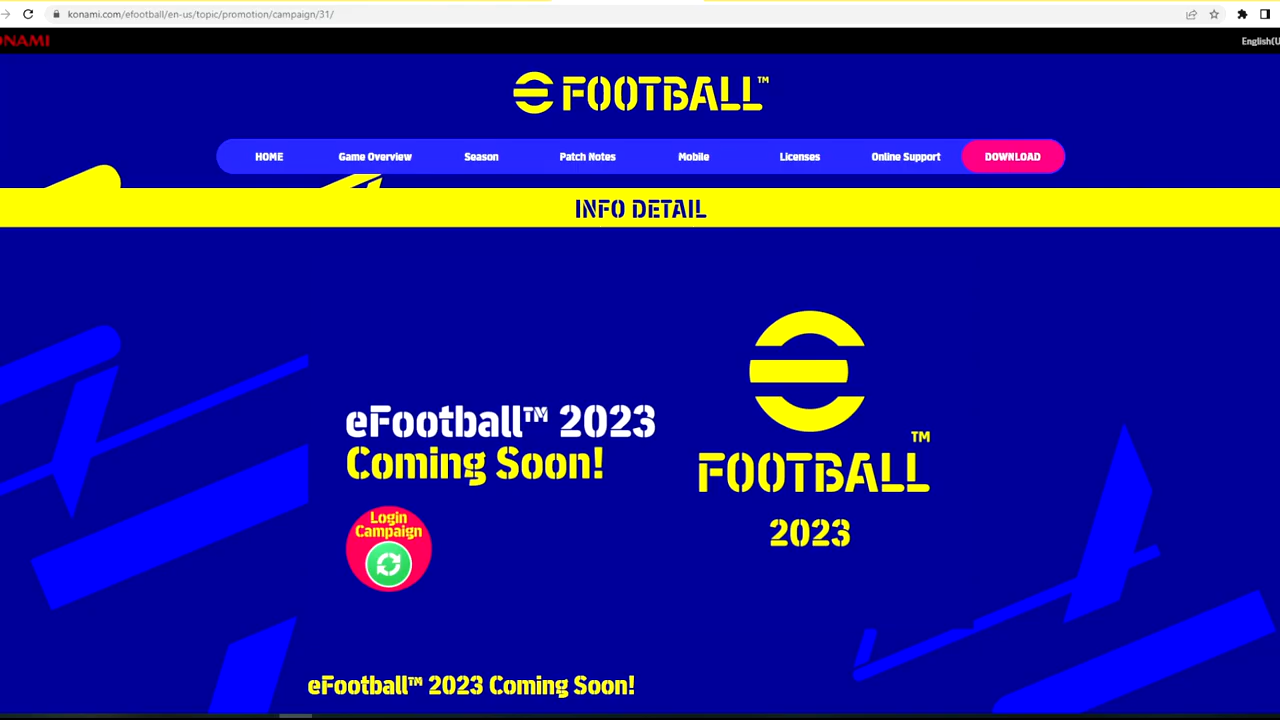 konami.com/efootball/en-us/topic/promotion/campaign/31/
ONAMI
English(U
FOOTBALL™
HOME Game Overview Season Patch Notes Mobile Licenses Online Support DOWNLOAD
INFO DETAIL
eFootball™ 2023
Coming Soon!
Login
Campaign
FOOTBALL™
2023
eFootball™ 2023 Coming Soon!